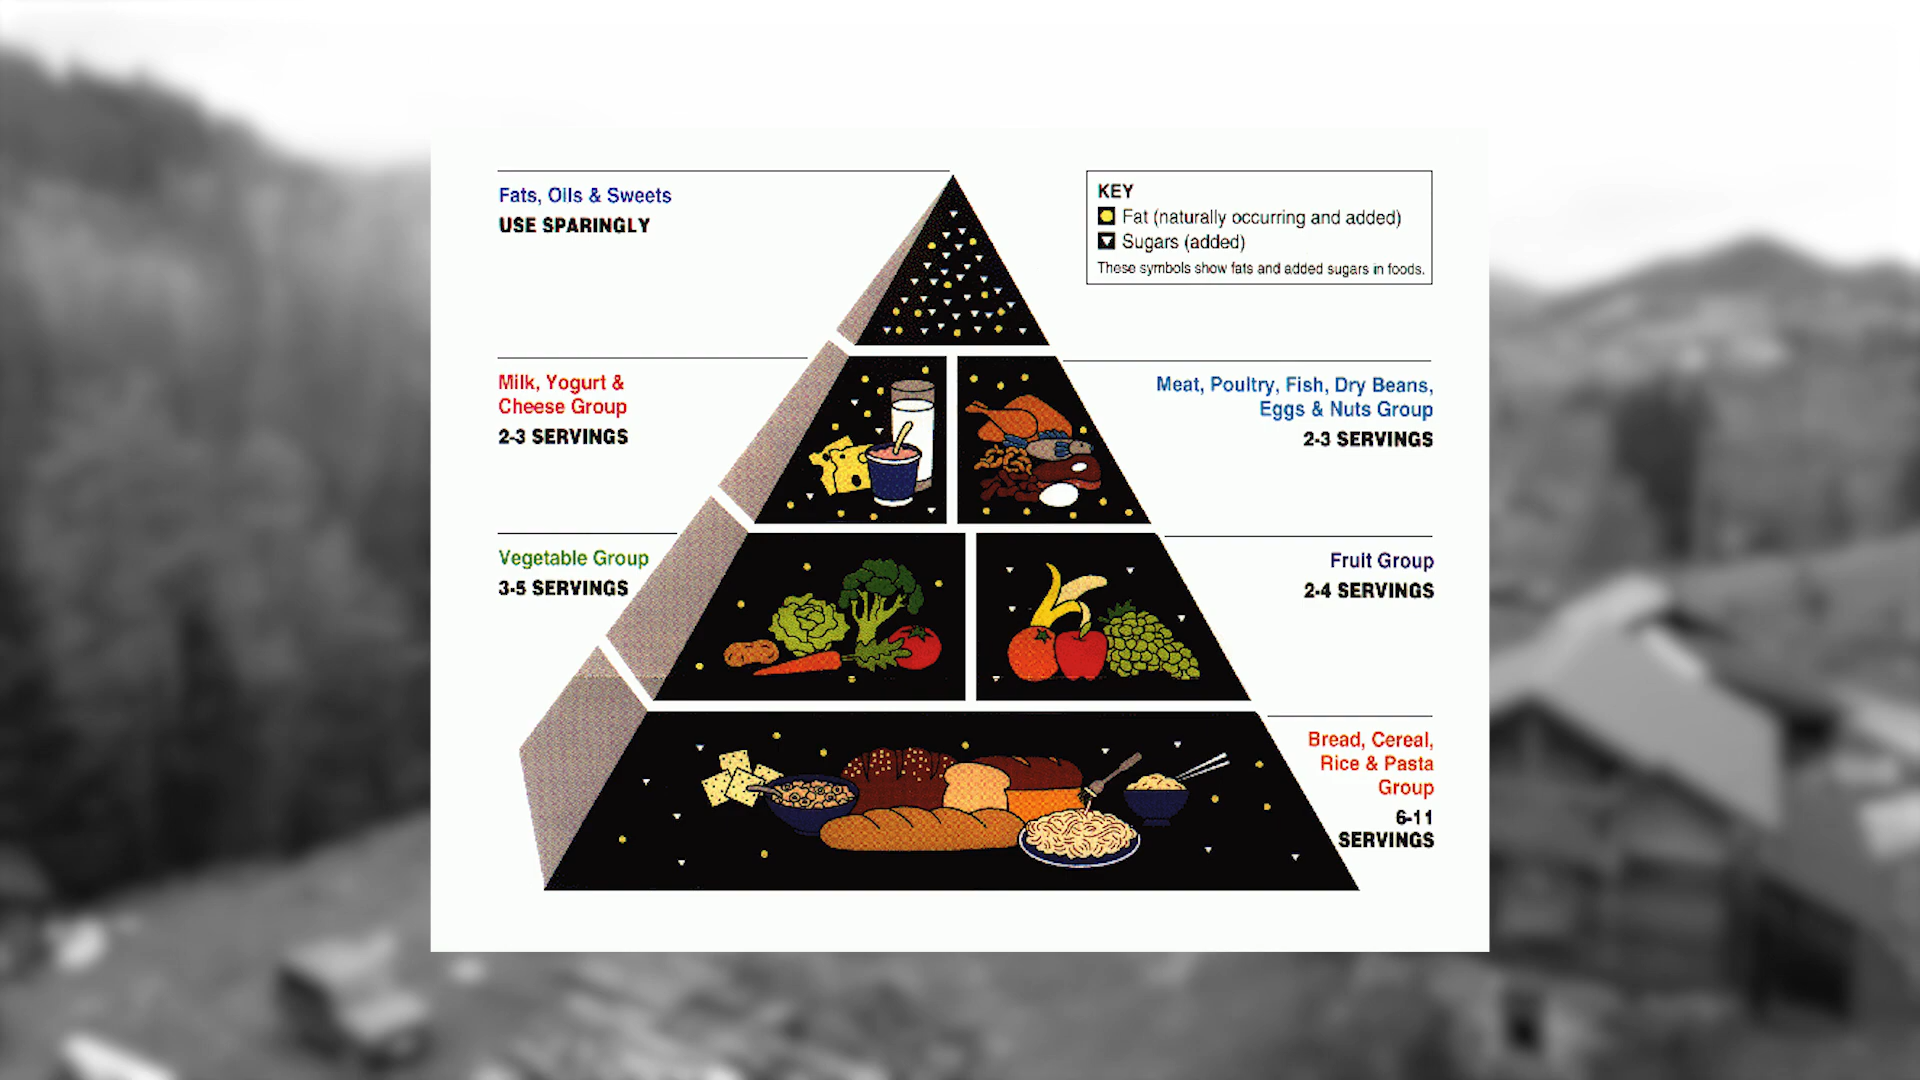 Fats, Oils & Sweets
USE SPARINGLY
KEY
Fat (naturally occurring and added)
Sugars (added)
These symbols show fats and added sugars in foods.
Milk, Yogurt &
Cheese Group
2-3 SERVINGS
Meat, Poultry, Fish, Dry Beans,
Eggs & Nuts Group
2-3 SERVINGS
Vegetable Group
3-5 SERVINGS
Fruit Group
2-4 SERVINGS
Bread, Cereal,
Rice & Pasta
Group
6-11
SERVINGS